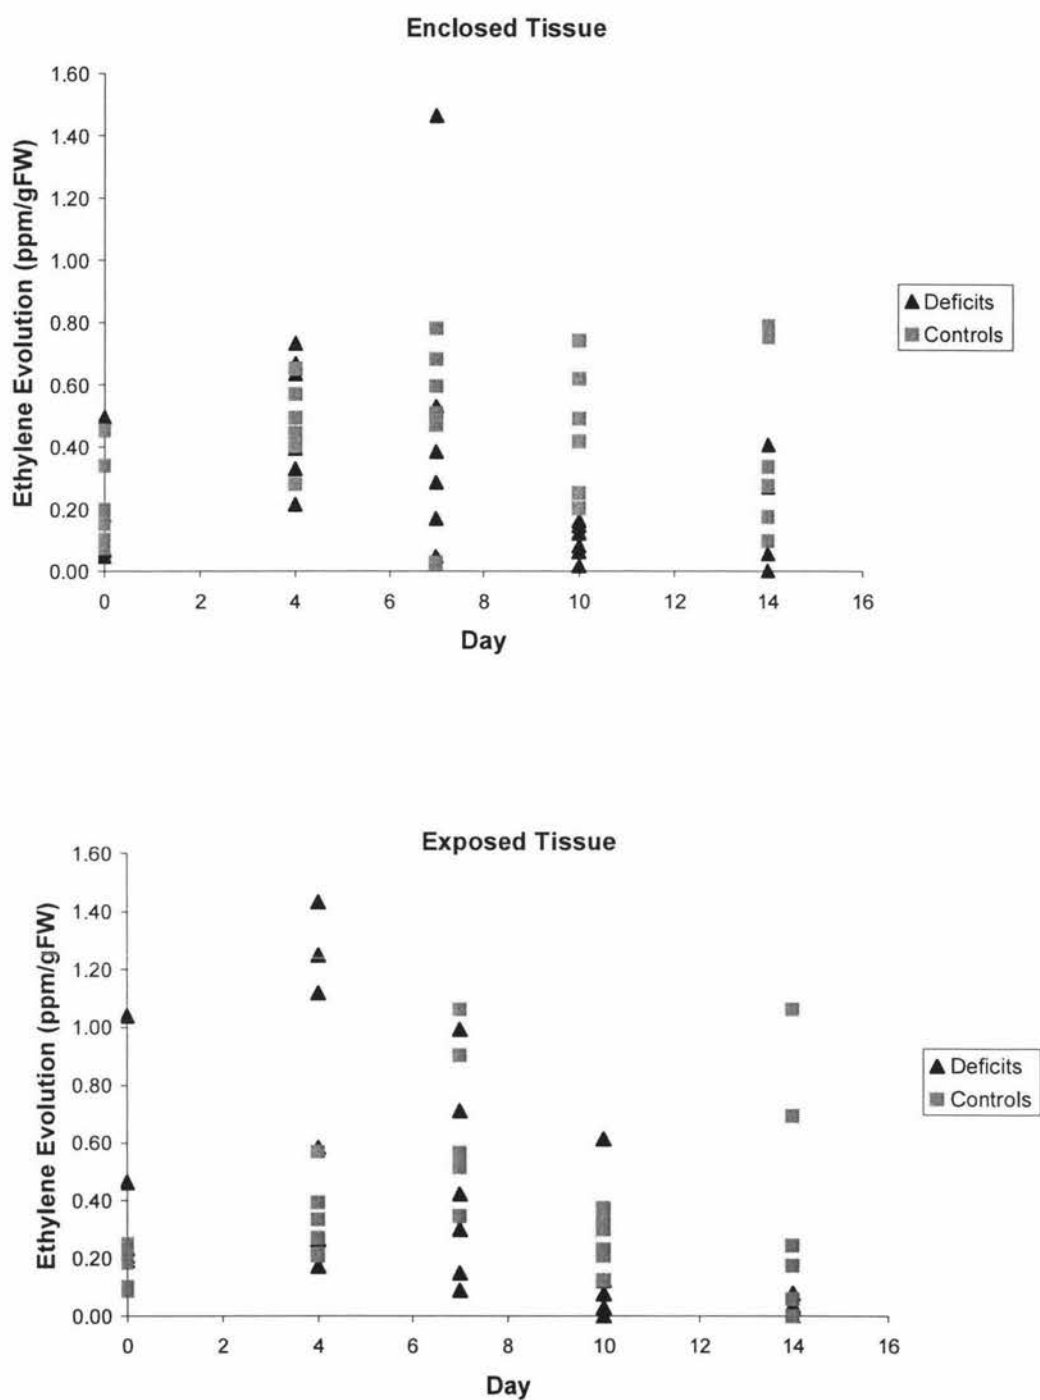 Enclosed Tissue
1.60
1.40
1.20
1.00
0.80
0.60
0.40
0.20
0.00
Ethylene Evolution (ppm/gFW)
0 2 4 6 8 10 12 14 16
Day
Deficits
Controls
Exposed Tissue
1.60
1.40
1.20
1.00
0.80
0.60
0.40
0.20
0.00
Ethylene Evolution (ppm/gFW)
0 2 4 6 8 10 12 14 16
Day
Deficits
Controls